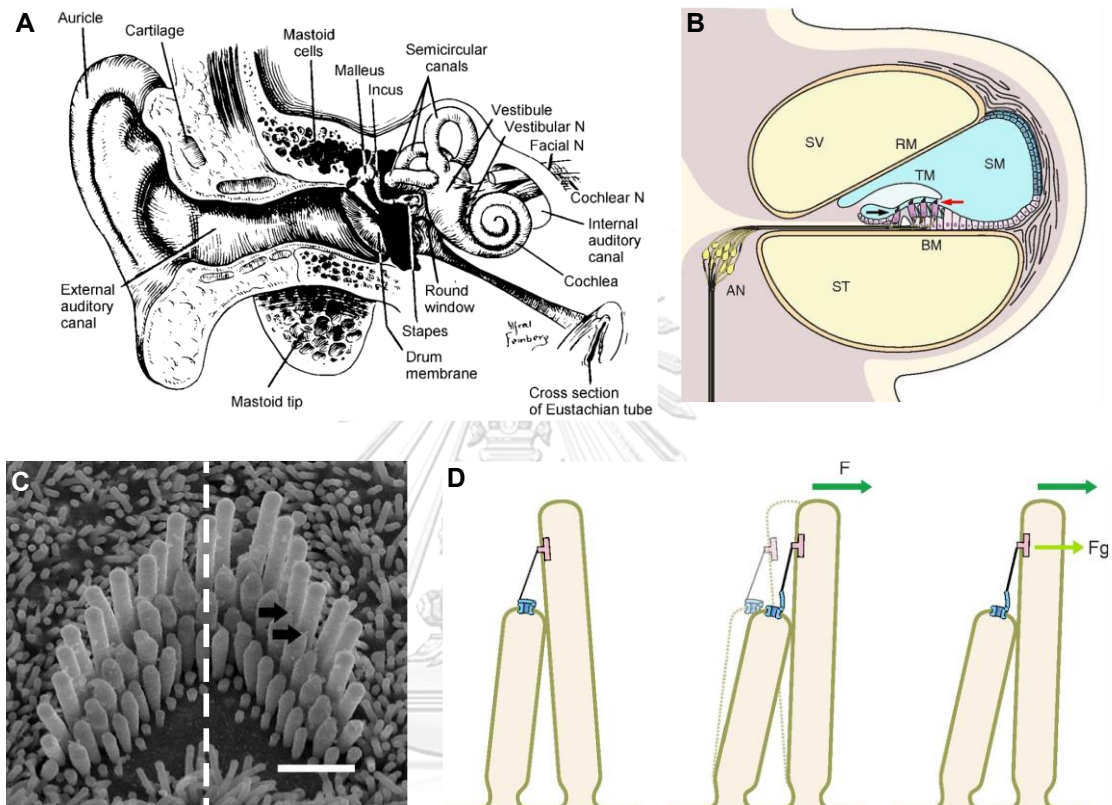 A
Auricle
Cartilage
Mastoid
cells
Malleus
Incus
Semicircular
canals
Vestibule
Vestibular N
Facial N
Cochlear N
Internal
auditory
canal
Cochlea
Round
window
Stapes
Drum
membrane
External
auditory
canal
Mastoid tip
Cross section
of Eustachian tube
B
SV
RM
TM
SM
BM
AN
ST
C
D
F
Fg